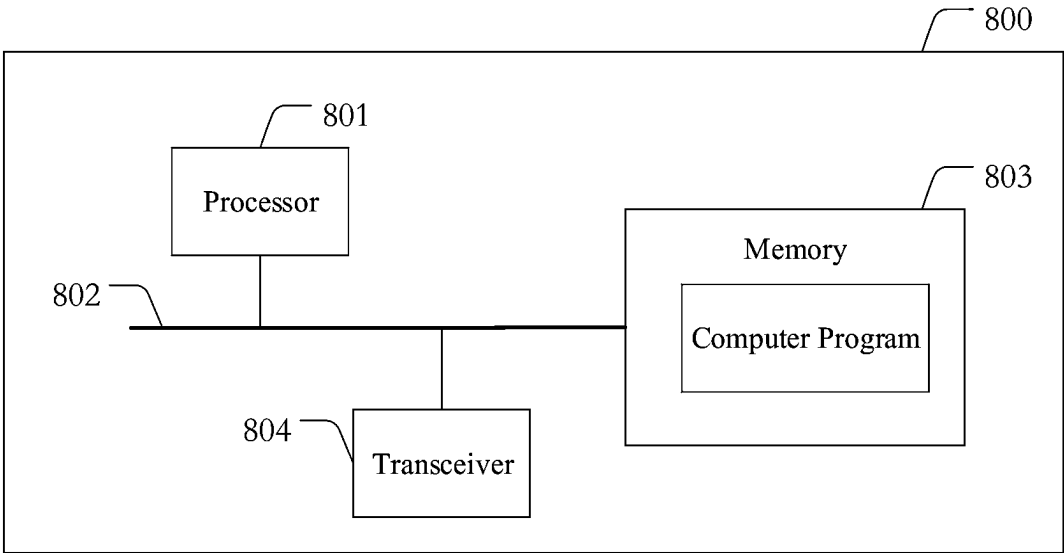 800
801
Processor
803
Memory
802
Computer Program
804
Transceiver